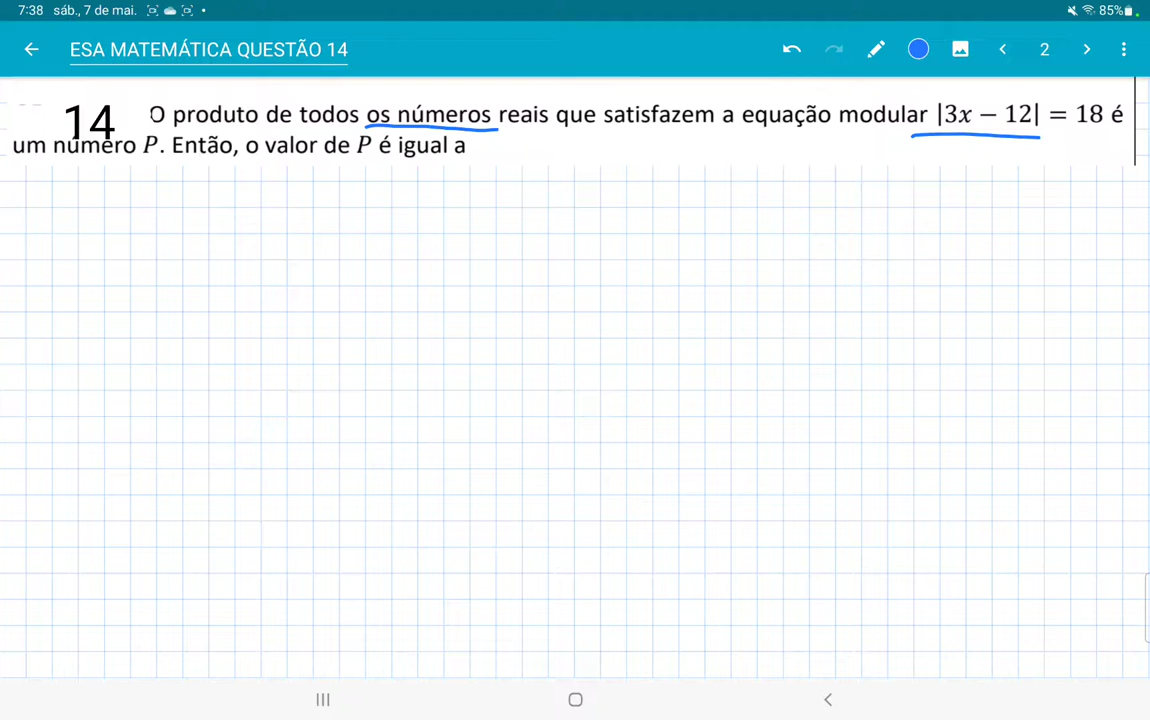 7:38 sáb., 7 de mai.
85%
ESA MATEMÁTICA QUESTÃO 14
2
14 O produto de todos os números reais que satisfazem a equação modular |3x − 12| = 18 é
um número P. Então, o valor de P é igual a